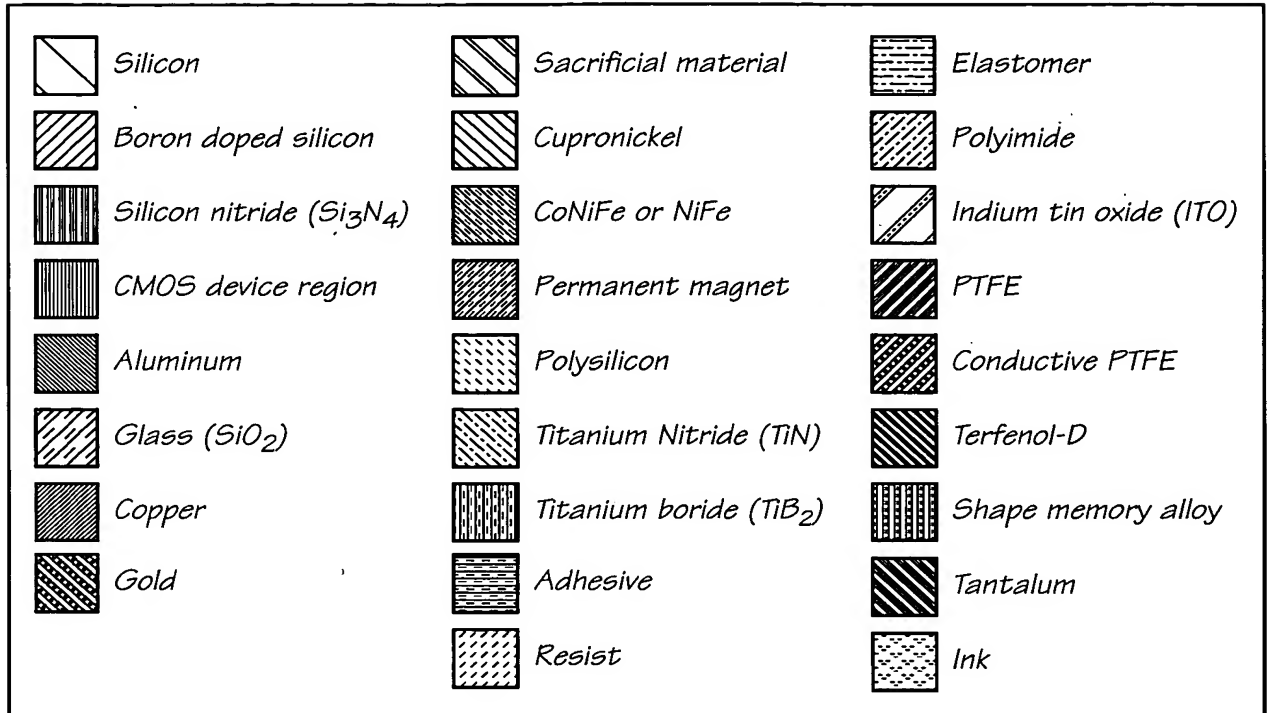 Silicon
Boron doped silicon
Silicon nitride (Si3N4)
CMOS device region
Aluminum
Glass (SiO2)
Copper
Gold
Sacrificial material
Cupronickel
CoNiFe or NiFe
Permanent magnet
Polysilicon
Titanium Nitride (TiN)
Titanium boride (TiB2)
Adhesive
Resist
Elastomer
Polyimide
Indium tin oxide (ITO)
PTFE
Conductive PTFE
Terfenol-D
Shape memory alloy
Tantalum
Ink